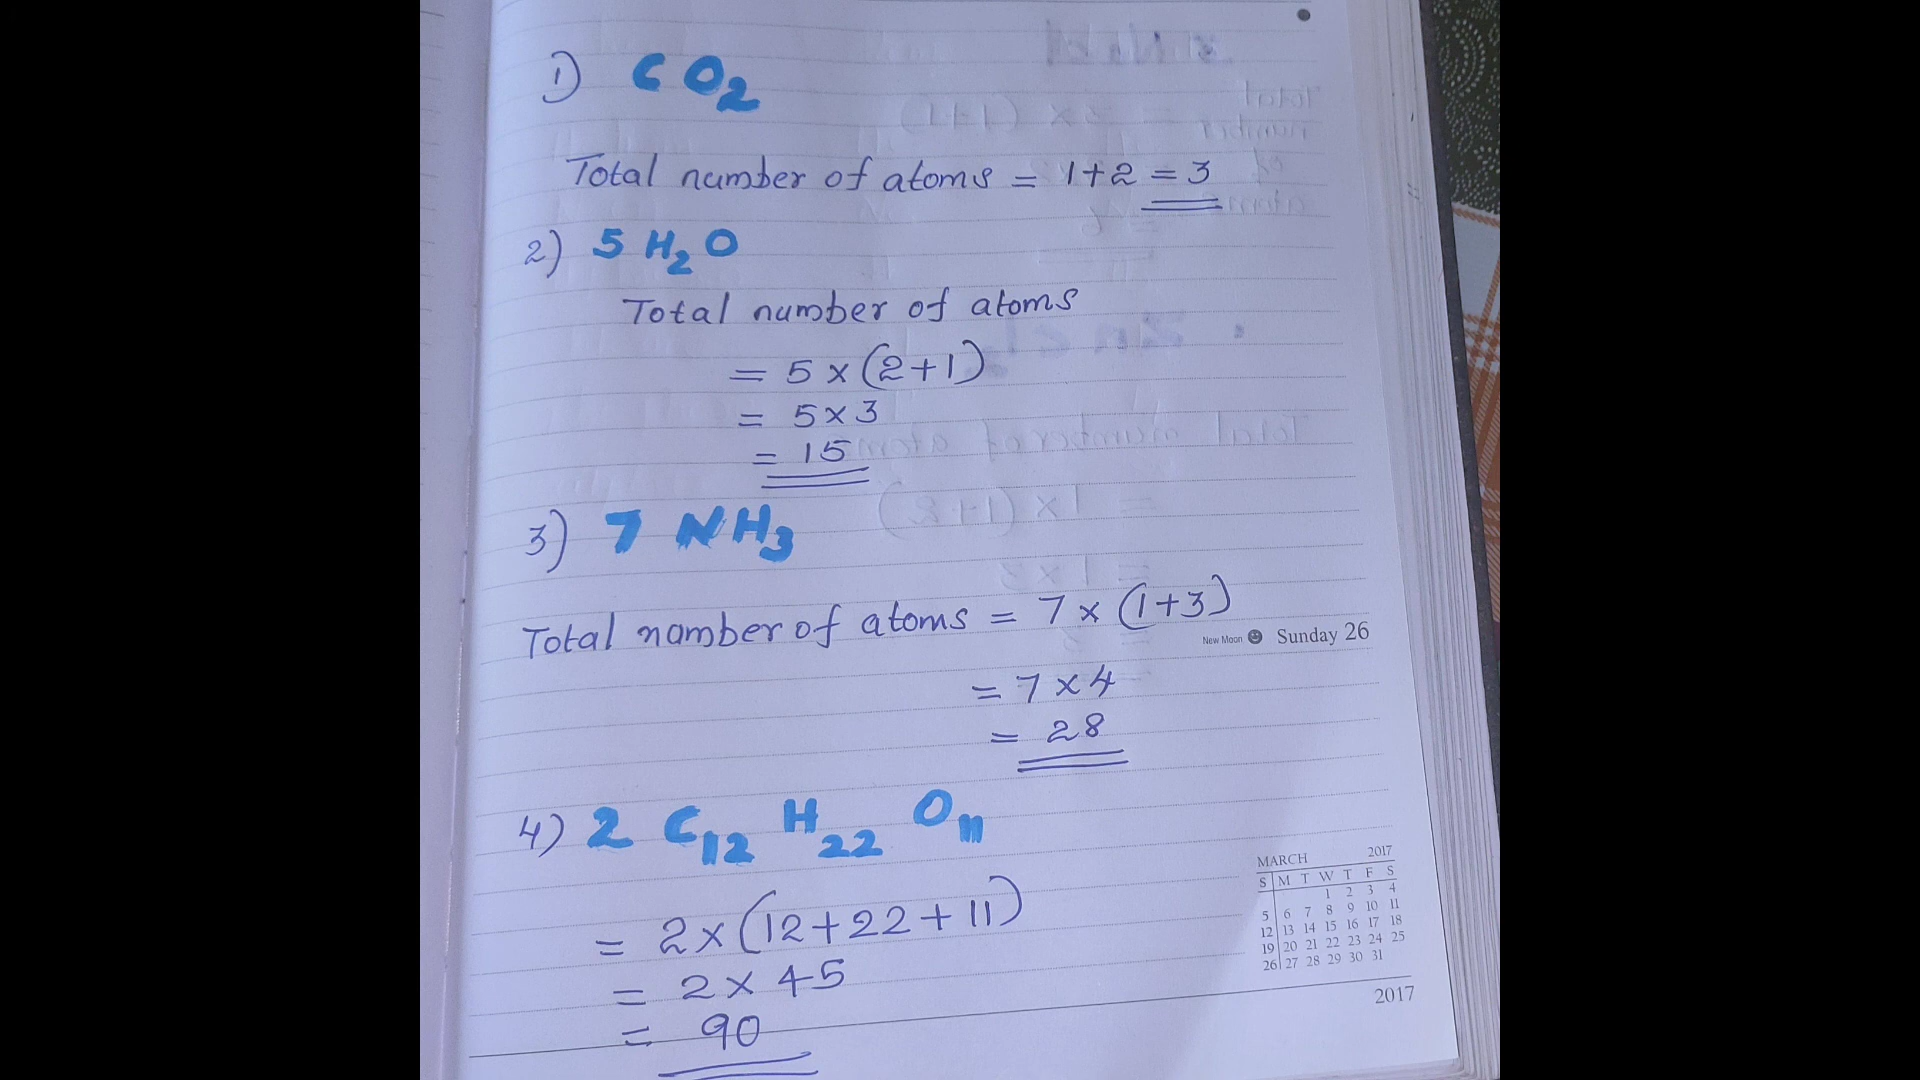 1) CO2
Total number of atoms = 1+2 = 3
2) 5 H2O
Total number of atoms
= 5 x (2+1)
= 5x3
= 15
3) 7 NH3
Total number of atoms = 7 x (1+3)
New Moon Sunday 26
= 7 x 4
= 28
4) 2 C12 H22 O11
= 2x(12+22+11)
= 2x 45
= 90
MARCH 2017
S M T W T F S
1 2 3 4
5 6 7 8 9 10 11
12 13 14 15 16 17 18
19 20 21 22 23 24 25
26 27 28 29 30 31
2017